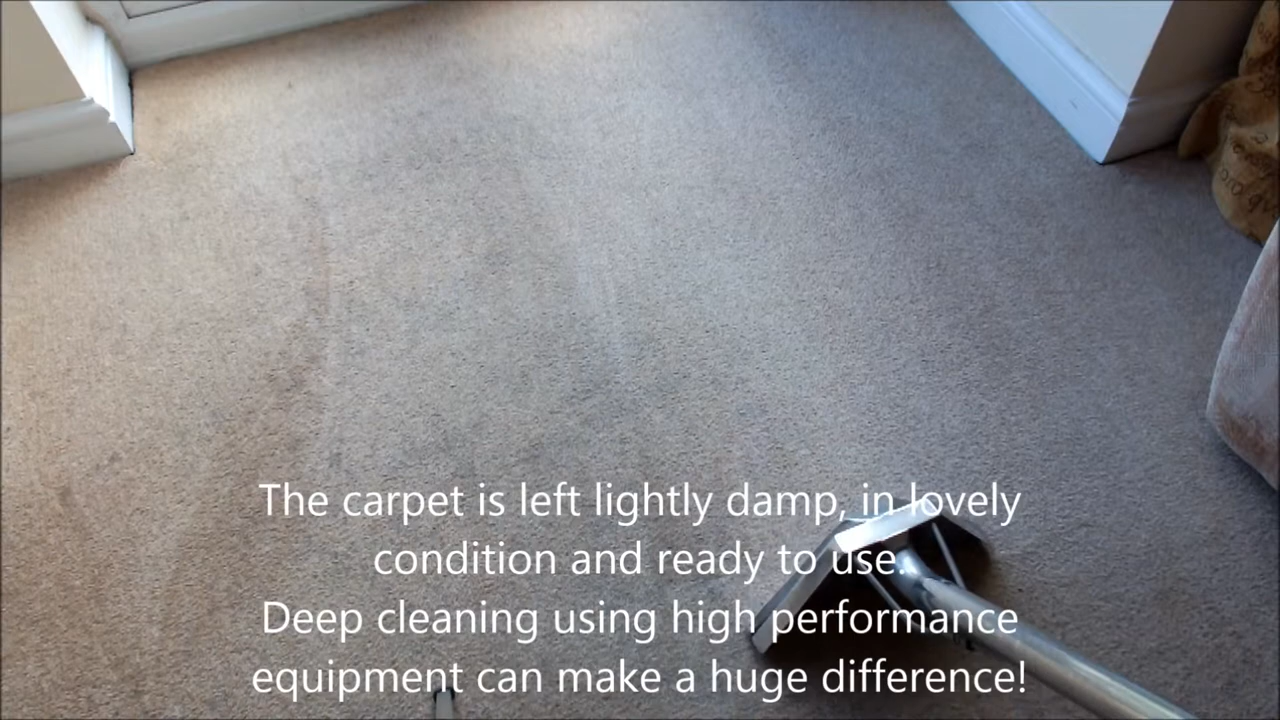 The carpet is left lightly damp, in lovely
condition and ready to use.
Deep cleaning using high performance
equipment can make a huge difference!